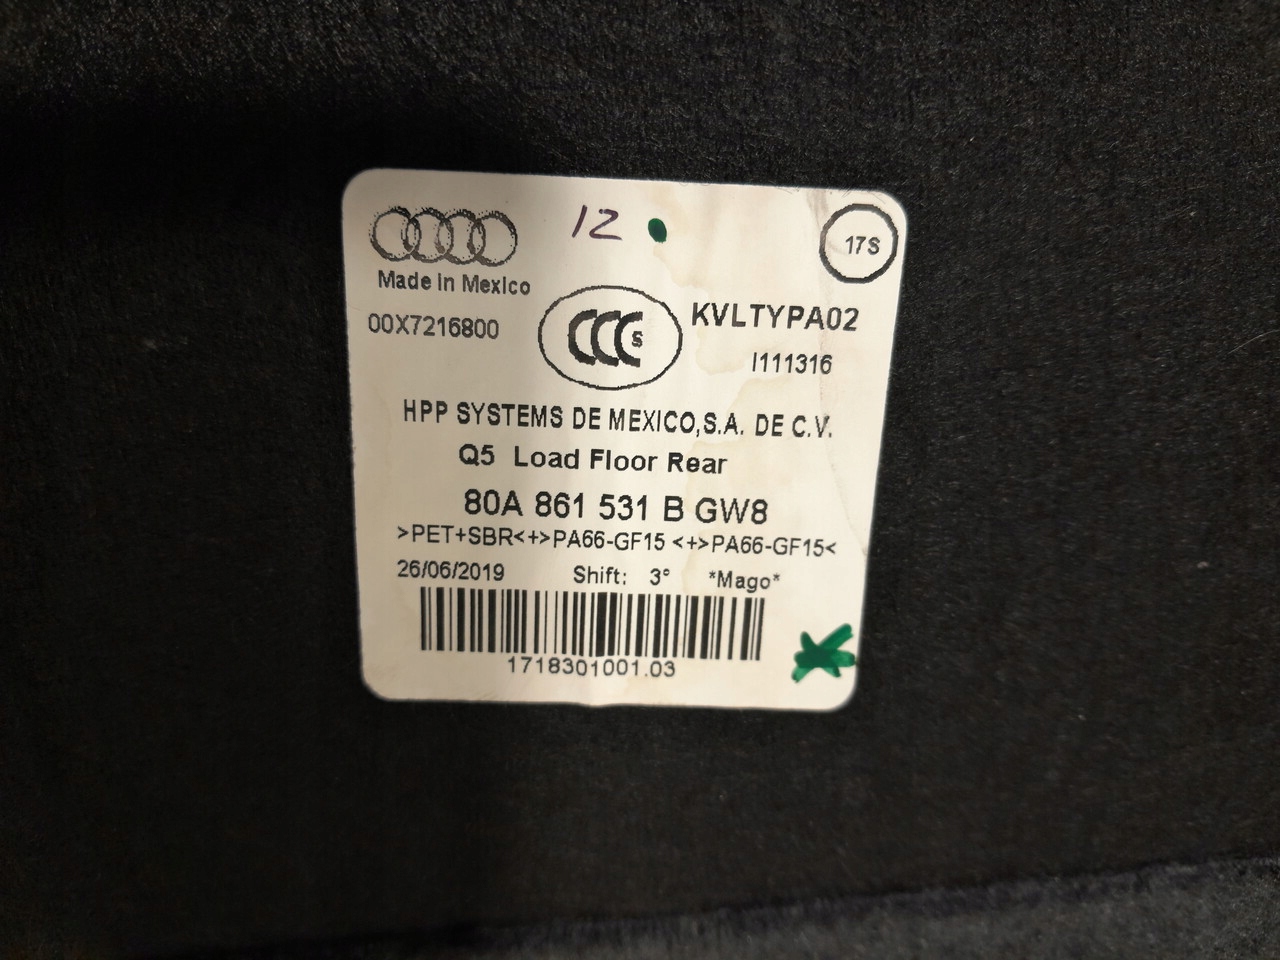 12
17S
Made in Mexico
00X7216800
CCC S
KVLTYPA02
I111316
HPP SYSTEMS DE MEXICO,S.A. DE C.V.
Q5 Load Floor Rear
80A 861 531 B GW8
>PET+SBR<+>PA66-GF15 <+>PA66-GF15<
26/06/2019 Shift: 3° *Mago*
1718301001.03